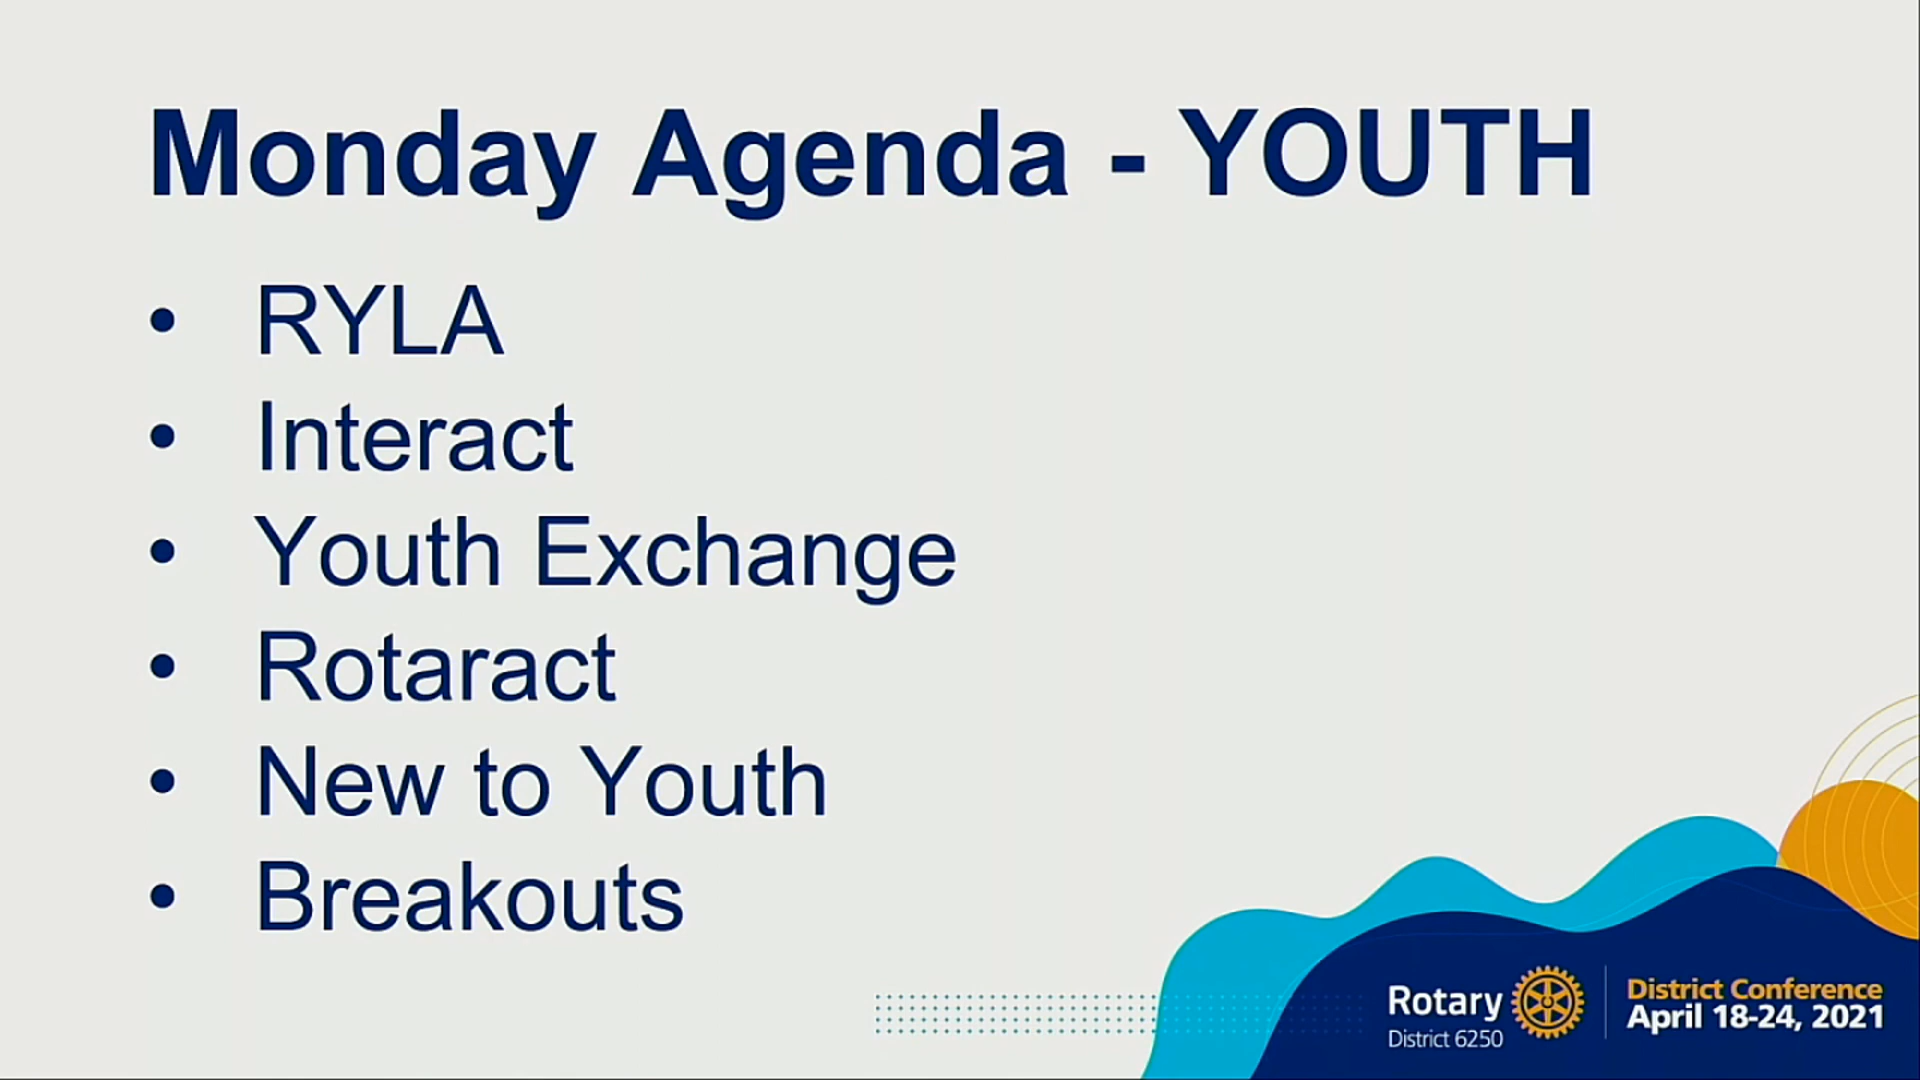 Monday Agenda - YOUTH
• RYLA
• Interact
• Youth Exchange
• Rotaract
• New to Youth
• Breakouts
Rotary
District 6250
District Conference
April 18-24, 2021